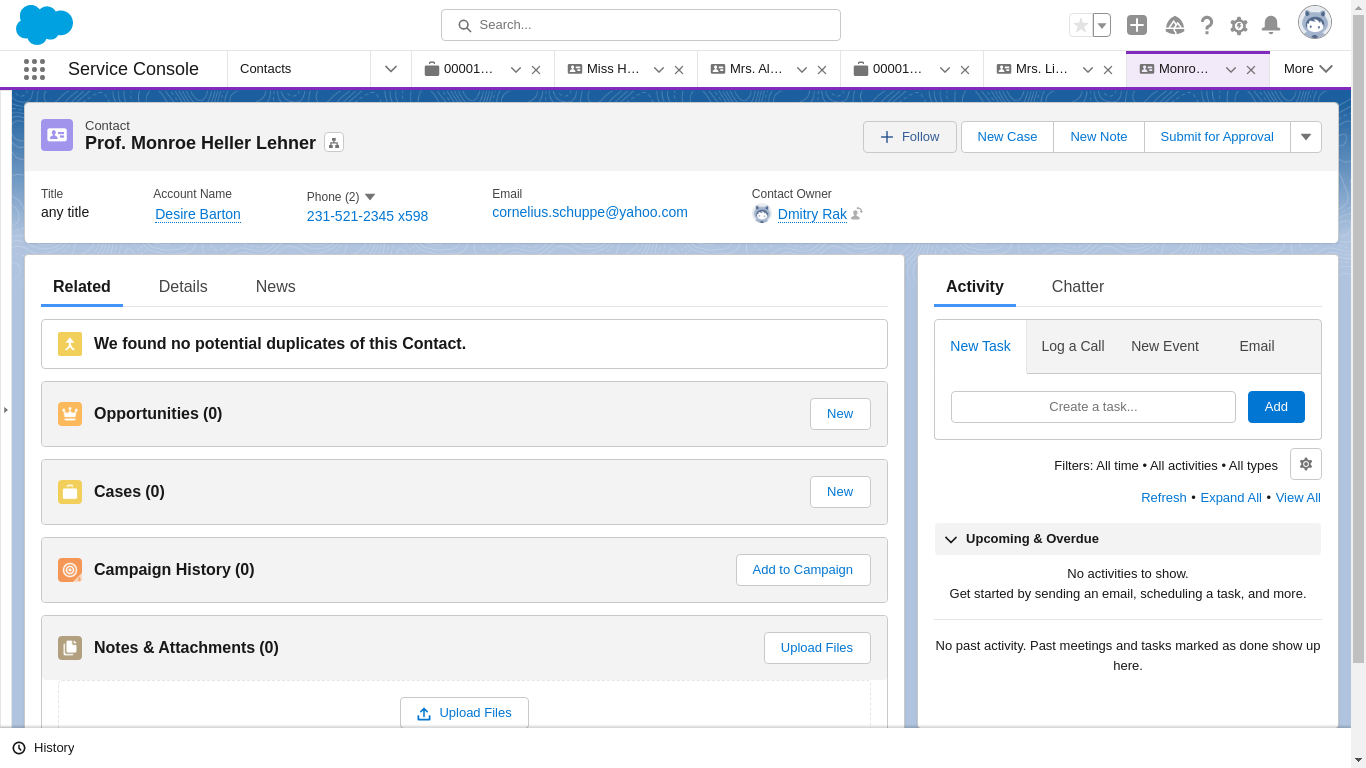 Search...
Service Console
Contacts
00001…
Miss H…
Mrs. Al…
00001…
Mrs. Li…
Monro…
More
Contact
Prof. Monroe Heller Lehner
Follow
New Case
New Note
Submit for Approval
Title
any title
Account Name
Desire Barton
Phone (2)
231-521-2345 x598
Email
cornelius.schuppe@yahoo.com
Contact Owner
Dmitry Rak
Related
Details
News
We found no potential duplicates of this Contact.
Opportunities (0)
New
Cases (0)
New
Campaign History (0)
Add to Campaign
Notes & Attachments (0)
Upload Files
Upload Files
Activity
Chatter
New Task
Log a Call
New Event
Email
Create a task...
Add
Filters: All time • All activities • All types
Refresh • Expand All • View All
Upcoming & Overdue
No activities to show.
Get started by sending an email, scheduling a task, and more.
No past activity. Past meetings and tasks marked as done show up
here.
History